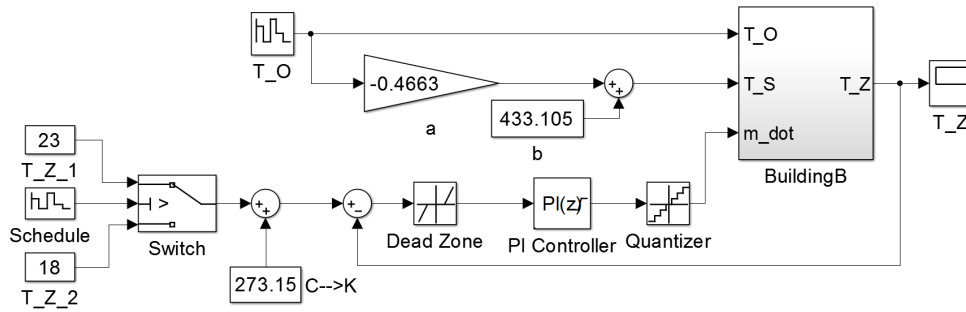 T_O
-0.4663
a
433.105
b
T_O
T_S
T_Z
m_dot
BuildingB
T_Z
23
T_Z_1
Schedule
>
Switch
18
T_Z_2
273.15
C-->K
Dead Zone
PI(z)
PI Controller
Quantizer
+
+
+
+
+
−